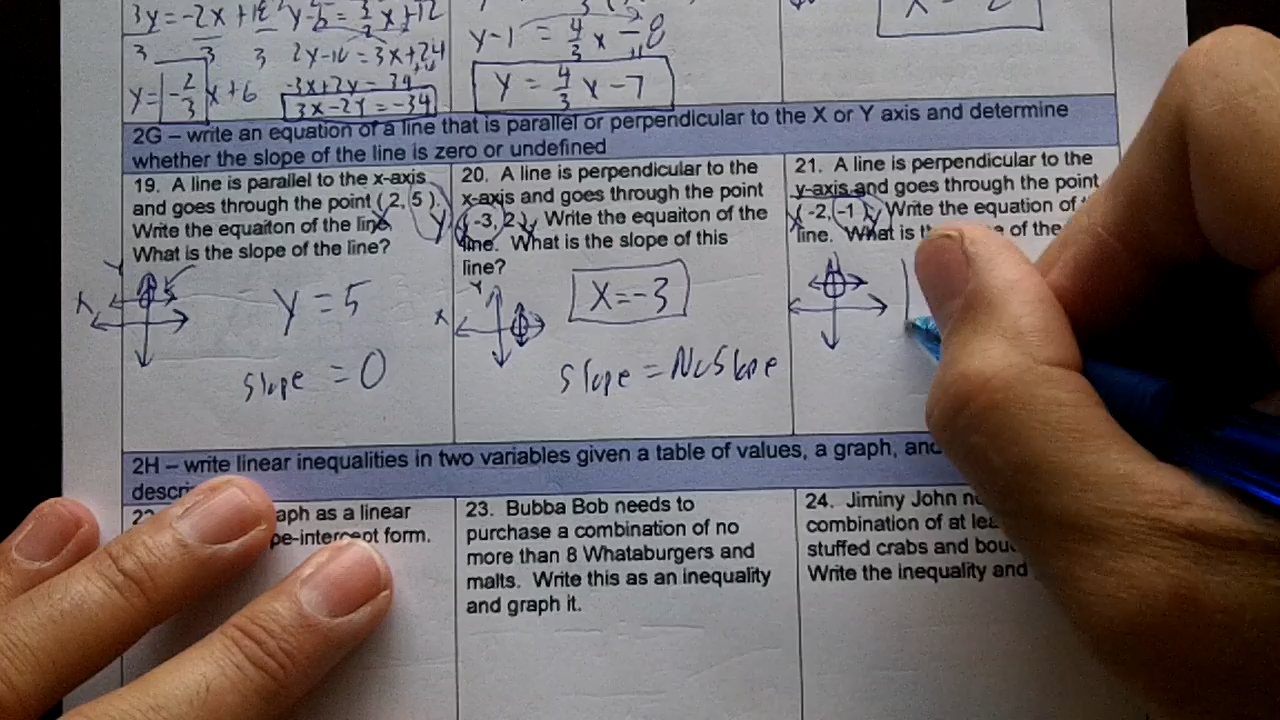 3y = -2x + 18
3 3 3
y = -2/3 x + 6
2y - 10 = 3x + 24
-3x + 2y = 34
3x - 2y = -34
y - 1 = 4/3 x - 8
y = 4/3 x - 7
2G – write an equation of a line that is parallel or perpendicular to the X or Y axis and determine
whether the slope of the line is zero or undefined
19. A line is parallel to the x-axis
and goes through the point ( 2, 5 ).
Write the equaiton of the line
What is the slope of the line?
X
y = 5
slope = 0
20. A line is perpendicular to the
x-axis and goes through the point
( -3, 2 ). Write the equaiton of the
line. What is the slope of this
line?
Y
X
X = -3
Slope = No Slope
21. A line is perpendicular to the
y-axis and goes through the point
( -2, -1 ). Write the equation of
line. What is of the
2H – write linear inequalities in two variables given a table of values, a graph, and
as a linear
form.
23. Bubba Bob needs to
purchase a combination of no
more than 8 Whataburgers and
malts. Write this as an inequality
and graph it.
24. Jiminy John
combination of at
stuffed crabs and
Write the inequality and